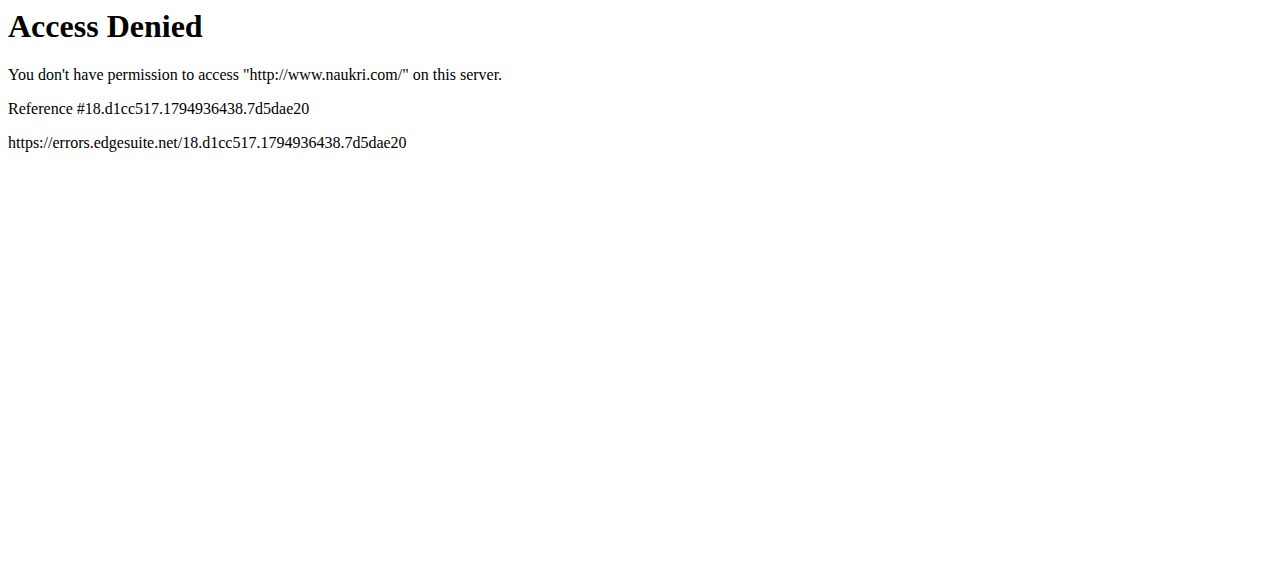 Access Denied
You don't have permission to access "http://www.naukri.com/" on this server.
Reference #18.d1cc517.1794936438.7d5dae20
https://errors.edgesuite.net/18.d1cc517.1794936438.7d5dae20